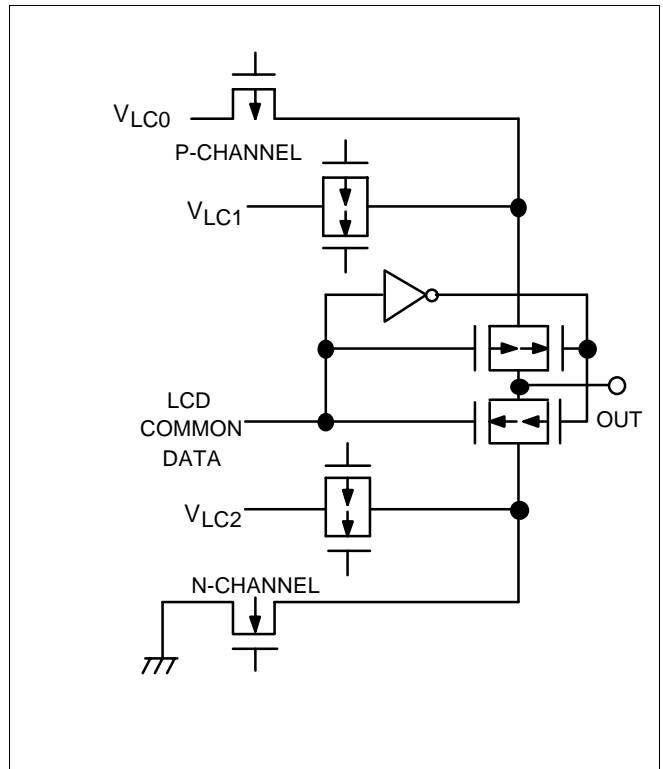 VLC0
P-CHANNEL
VLC1
LCD
COMMON
DATA
OUT
VLC2
N-CHANNEL